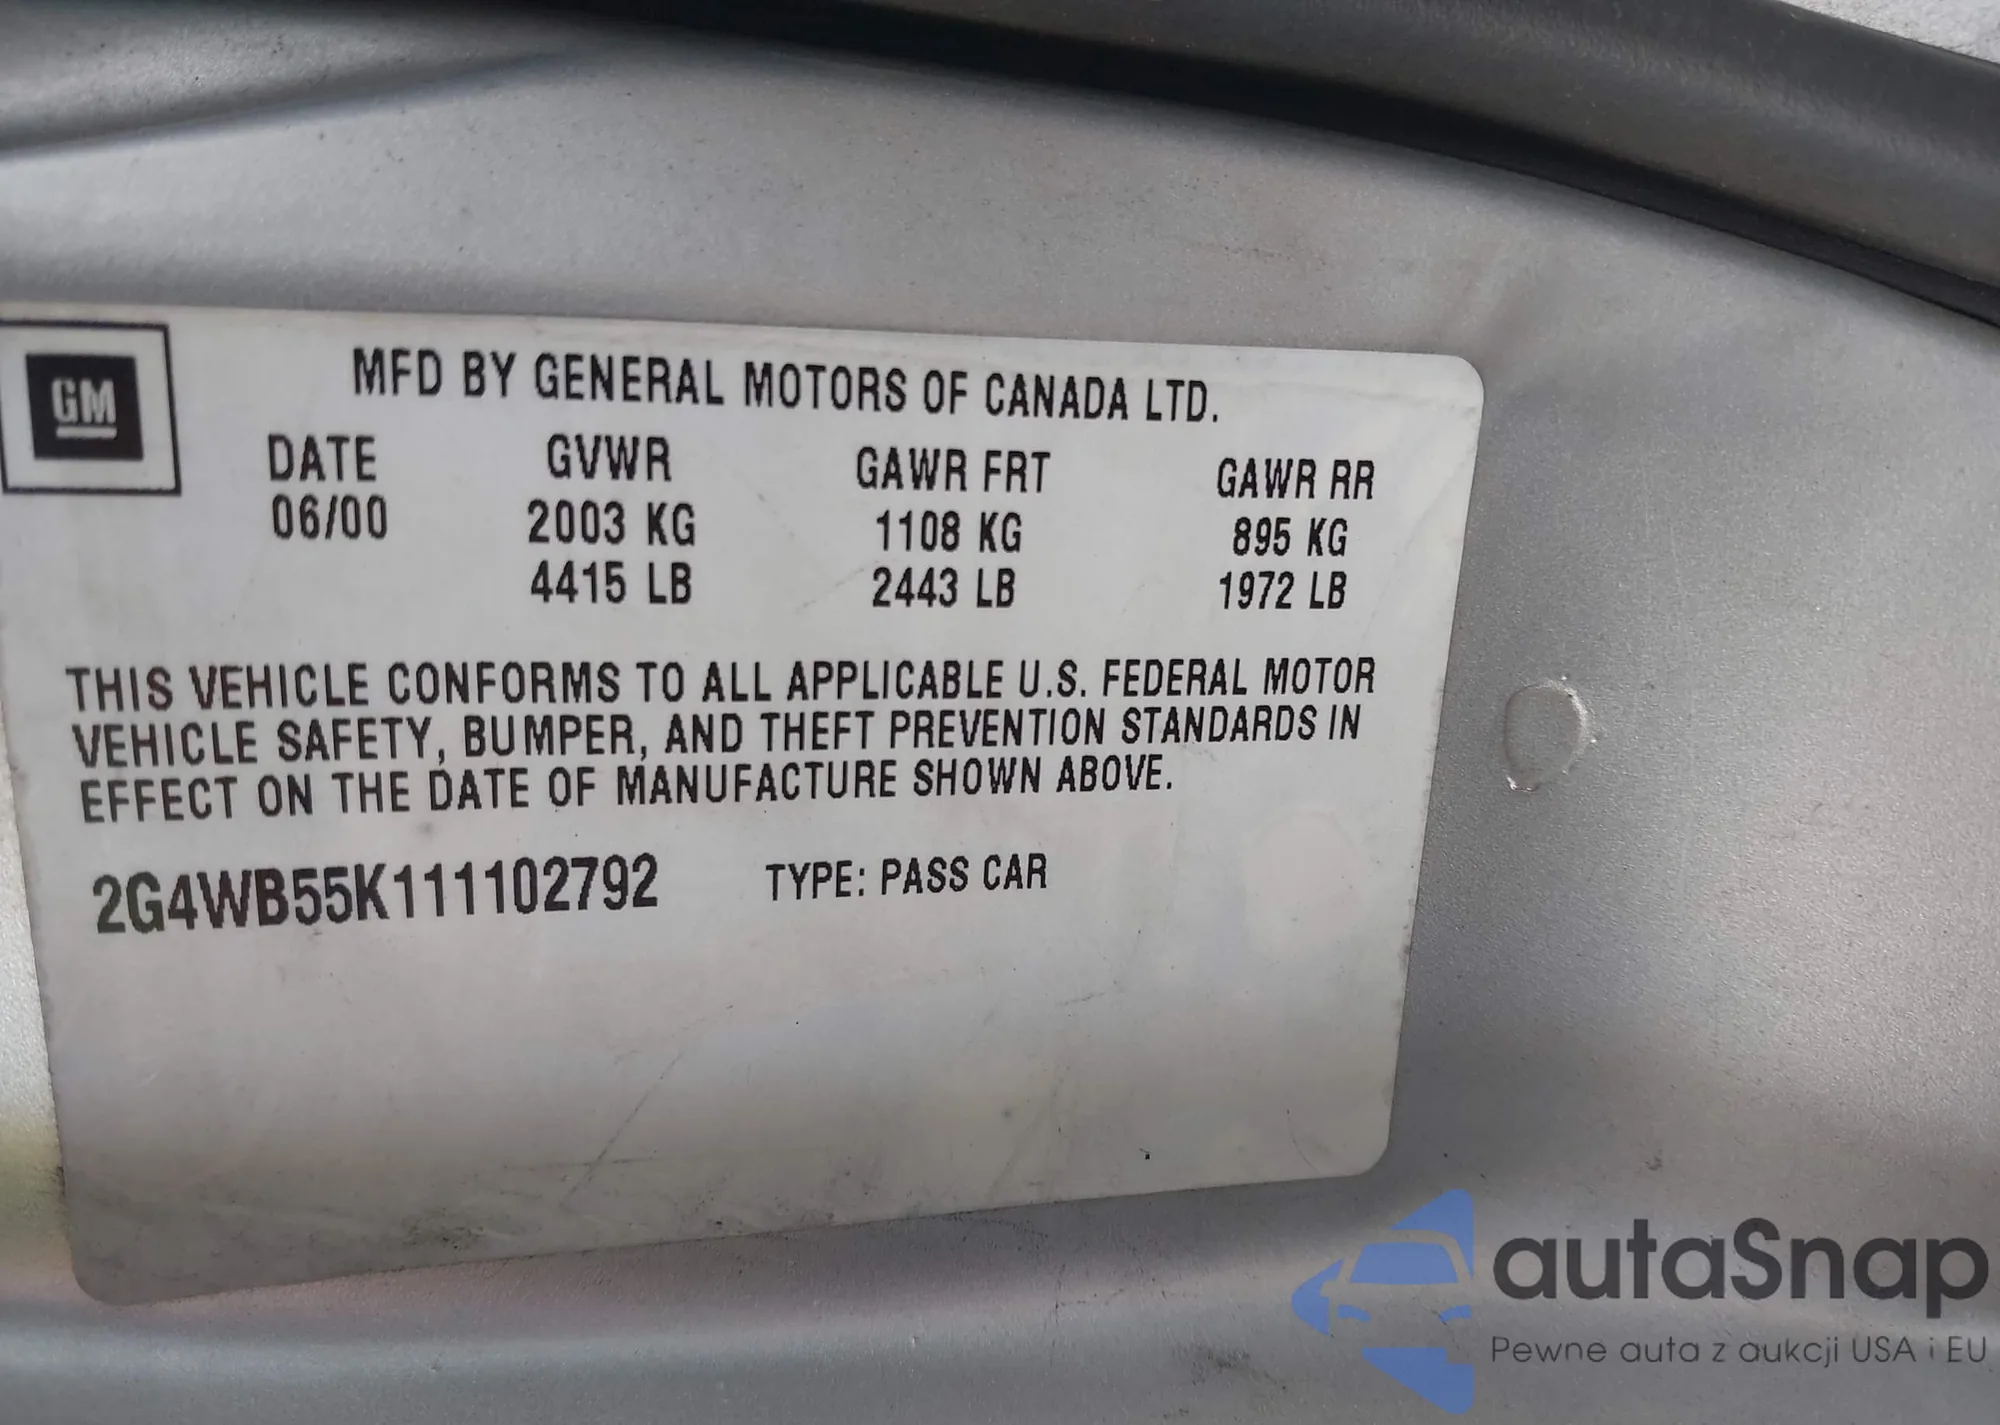 GM
MFD BY GENERAL MOTORS OF CANADA LTD.
DATE GVWR GAWR FRT GAWR RR
06/00 2003 KG 1108 KG 895 KG
4415 LB 2443 LB 1972 LB
THIS VEHICLE CONFORMS TO ALL APPLICABLE U.S. FEDERAL MOTOR
VEHICLE SAFETY, BUMPER, AND THEFT PREVENTION STANDARDS IN
EFFECT ON THE DATE OF MANUFACTURE SHOWN ABOVE.
2G4WB55K111102792 TYPE: PASS CAR
autaSnap
Pewne auta z aukcji USA i EU